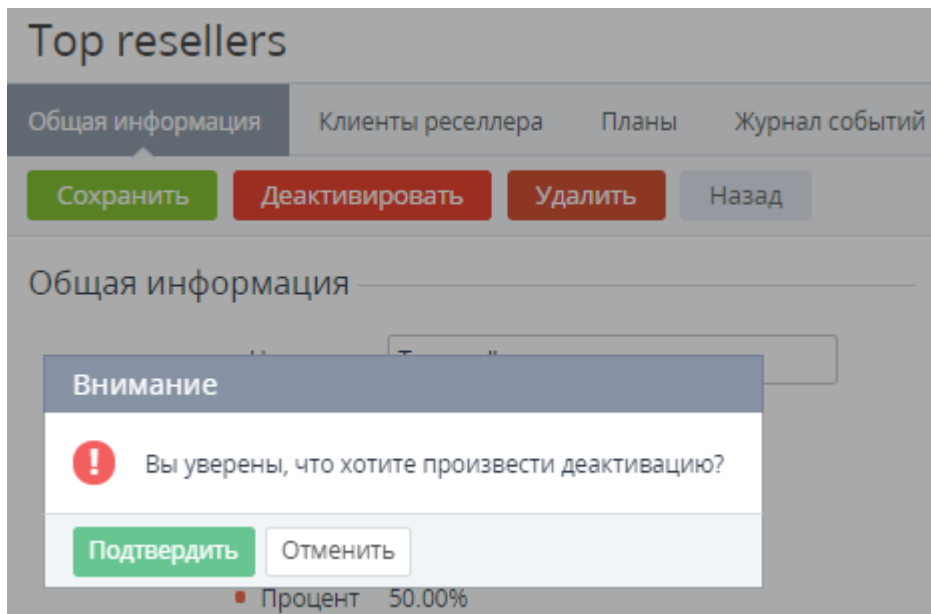 Top resellers
Общая информация Клиенты реселлера Планы Журнал событий
Сохранить Деактивировать Удалить Назад
Общая информация
Внимание
Вы уверены, что хотите произвести деактивацию?
Подтвердить Отменить
Процент 50.00%